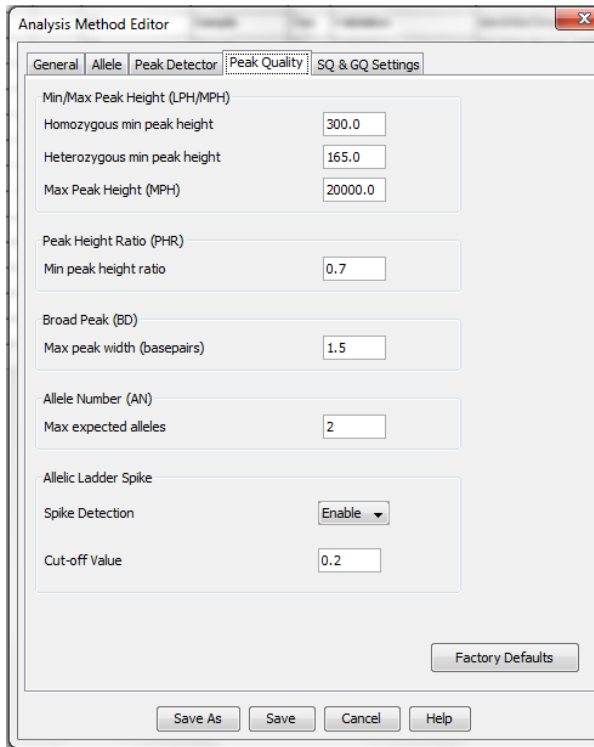 Analysis Method Editor
General Allele Peak Detector Peak Quality SQ & GQ Settings
Min/Max Peak Height (LPH/MPH)
Homozygous min peak height 300.0
Heterozygous min peak height 165.0
Max Peak Height (MPH) 20000.0
Peak Height Ratio (PHR)
Min peak height ratio 0.7
Broad Peak (BD)
Max peak width (basepairs) 1.5
Allele Number (AN)
Max expected alleles 2
Allelic Ladder Spike
Spike Detection Enable
Cut-off Value 0.2
Factory Defaults
Save As Save Cancel Help